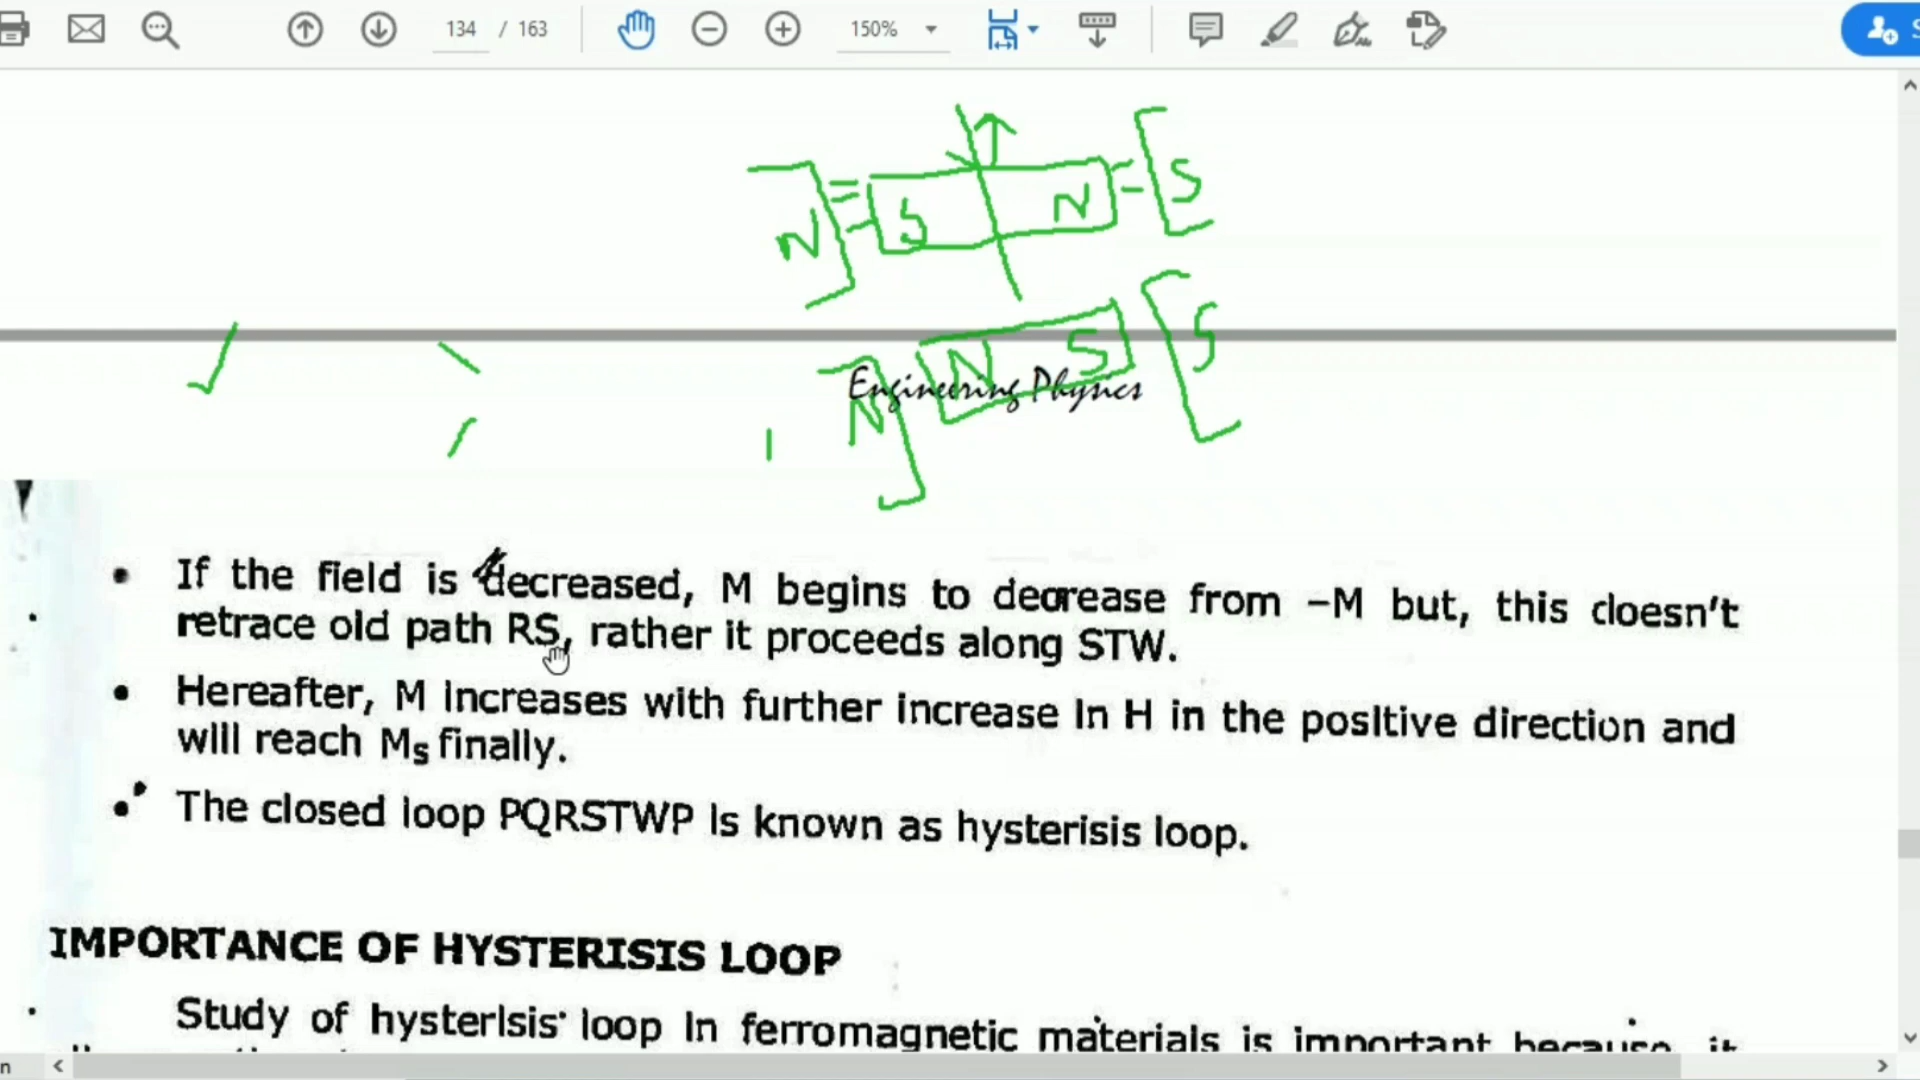 134 / 163
150%
S
S N
N
S
N S
N
Engineering Physics
If the field is decreased, M begins to decrease from –M but, this doesn't
retrace old path RS, rather it proceeds along STW.
Hereafter, M increases with further increase in H in the positive direction and
will reach Ms finally.
The closed loop PQRSTWP is known as hysterisis loop.
IMPORTANCE OF HYSTERISIS LOOP
Study of hysterisis loop in ferromagnetic materials is important because it